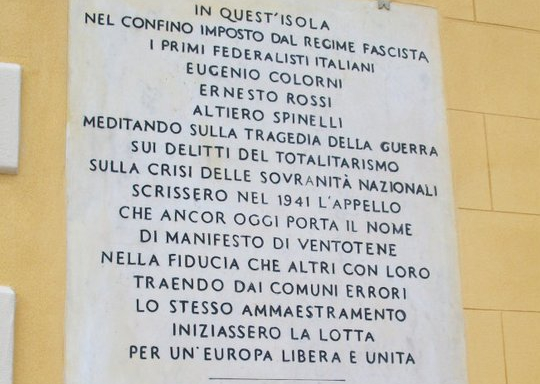 IN QUEST'ISOLA
NEL CONFINO IMPOSTO DAL REGIME FASCISTA
I PRIMI FEDERALISTI ITALIANI
EUGENIO COLORNI
ERNESTO ROSSI
ALTIERO SPINELLI
MEDITANDO SULLA TRAGEDIA DELLA GUERRA
SUI DELITTI DEL TOTALITARISMO
SULLA CRISI DELLE SOVRANITÀ NAZIONALI
SCRISSERO NEL 1941 L'APPELLO
CHE ANCOR OGGI PORTA IL NOME
DI MANIFESTO DI VENTOTENE
NELLA FIDUCIA CHE ALTRI CON LORO
TRAENDO DAI COMUNI ERRORI
LO STESSO AMMAESTRAMENTO
INIZIASSERO LA LOTTA
PER UN'EUROPA LIBERA E UNITA